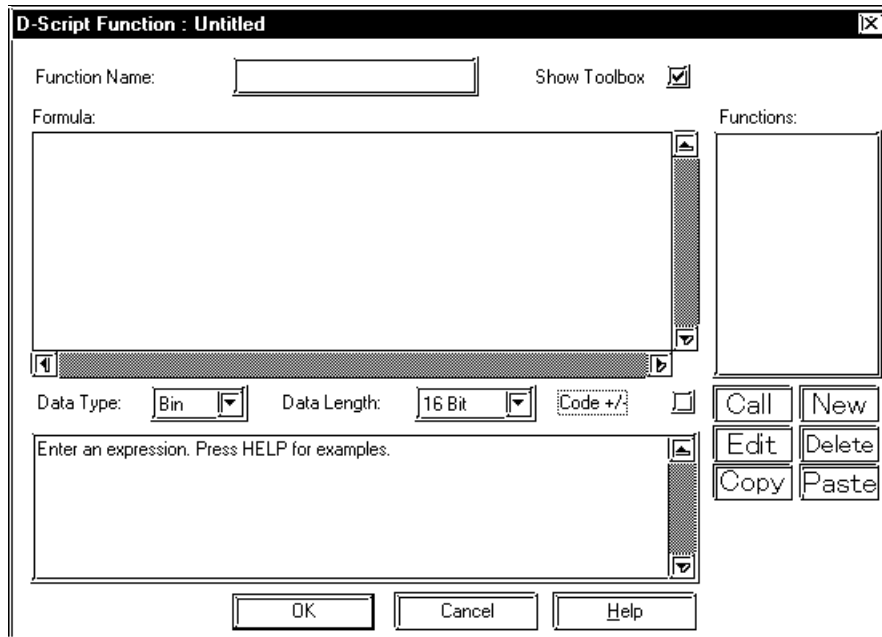 D-Script Function : Untitled
Function Name:
Show Toolbox
Formula:
Functions:
Data Type:
Bin
Data Length:
16 Bit
Code +/-
Call
New
Enter an expression. Press HELP for examples.
Edit
Delete
Copy
Paste
OK
Cancel
Help